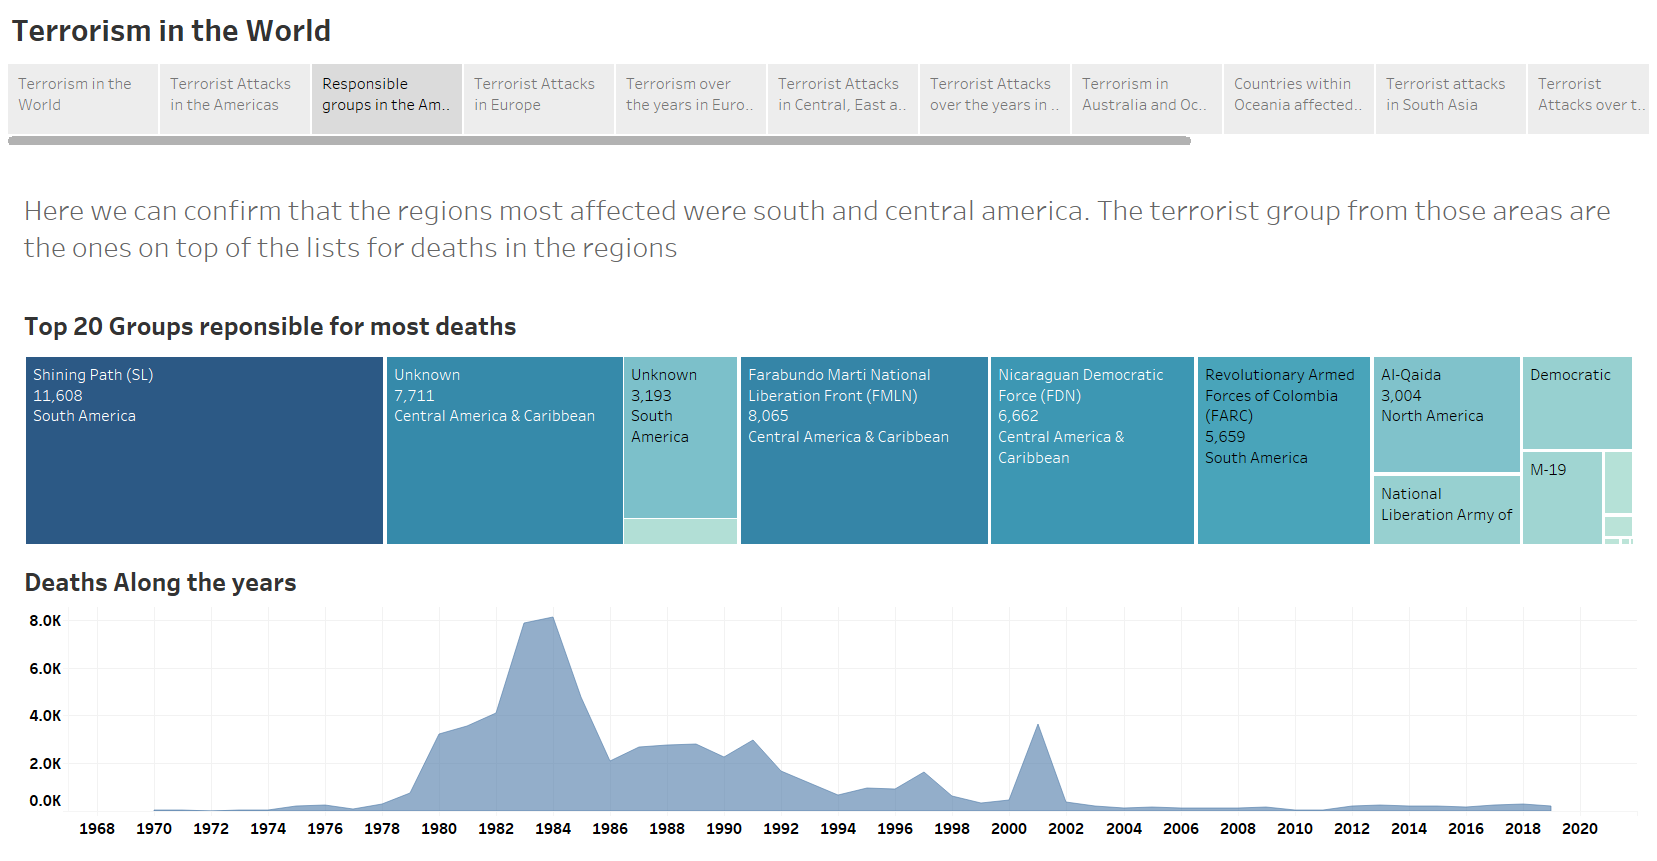 Terrorism in the World
Terrorism in the
World
Terrorist Attacks
in the Americas
Responsible
groups in the Am..
Terrorist Attacks
in Europe
Terrorism over
the years in Euro..
Terrorist Attacks
in Central, East a..
Terrorist Attacks
over the years in ..
Terrorism in
Australia and Oc..
Countries within
Oceania affected..
Terrorist attacks
in South Asia
Terrorist
Attacks over t..
Here we can confirm that the regions most affected were south and central america. The terrorist group from those areas are
the ones on top of the lists for deaths in the regions
Top 20 Groups reponsible for most deaths
Shining Path (SL)
11,608
South America
Unknown
7,711
Central America & Caribbean
Unknown
3,193
South
America
Farabundo Marti National
Liberation Front (FMLN)
8,065
Central America & Caribbean
Nicaraguan Democratic
Force (FDN)
6,662
Central America &
Caribbean
Revolutionary Armed
Forces of Colombia
(FARC)
5,659
South America
Al-Qaida
3,004
North America
National
Liberation Army of
Democratic
M-19
Deaths Along the years
8.0K
6.0K
4.0K
2.0K
0.0K
1968 1970 1972 1974 1976 1978 1980 1982 1984 1986 1988 1990 1992 1994 1996 1998 2000 2002 2004 2006 2008 2010 2012 2014 2016 2018 2020